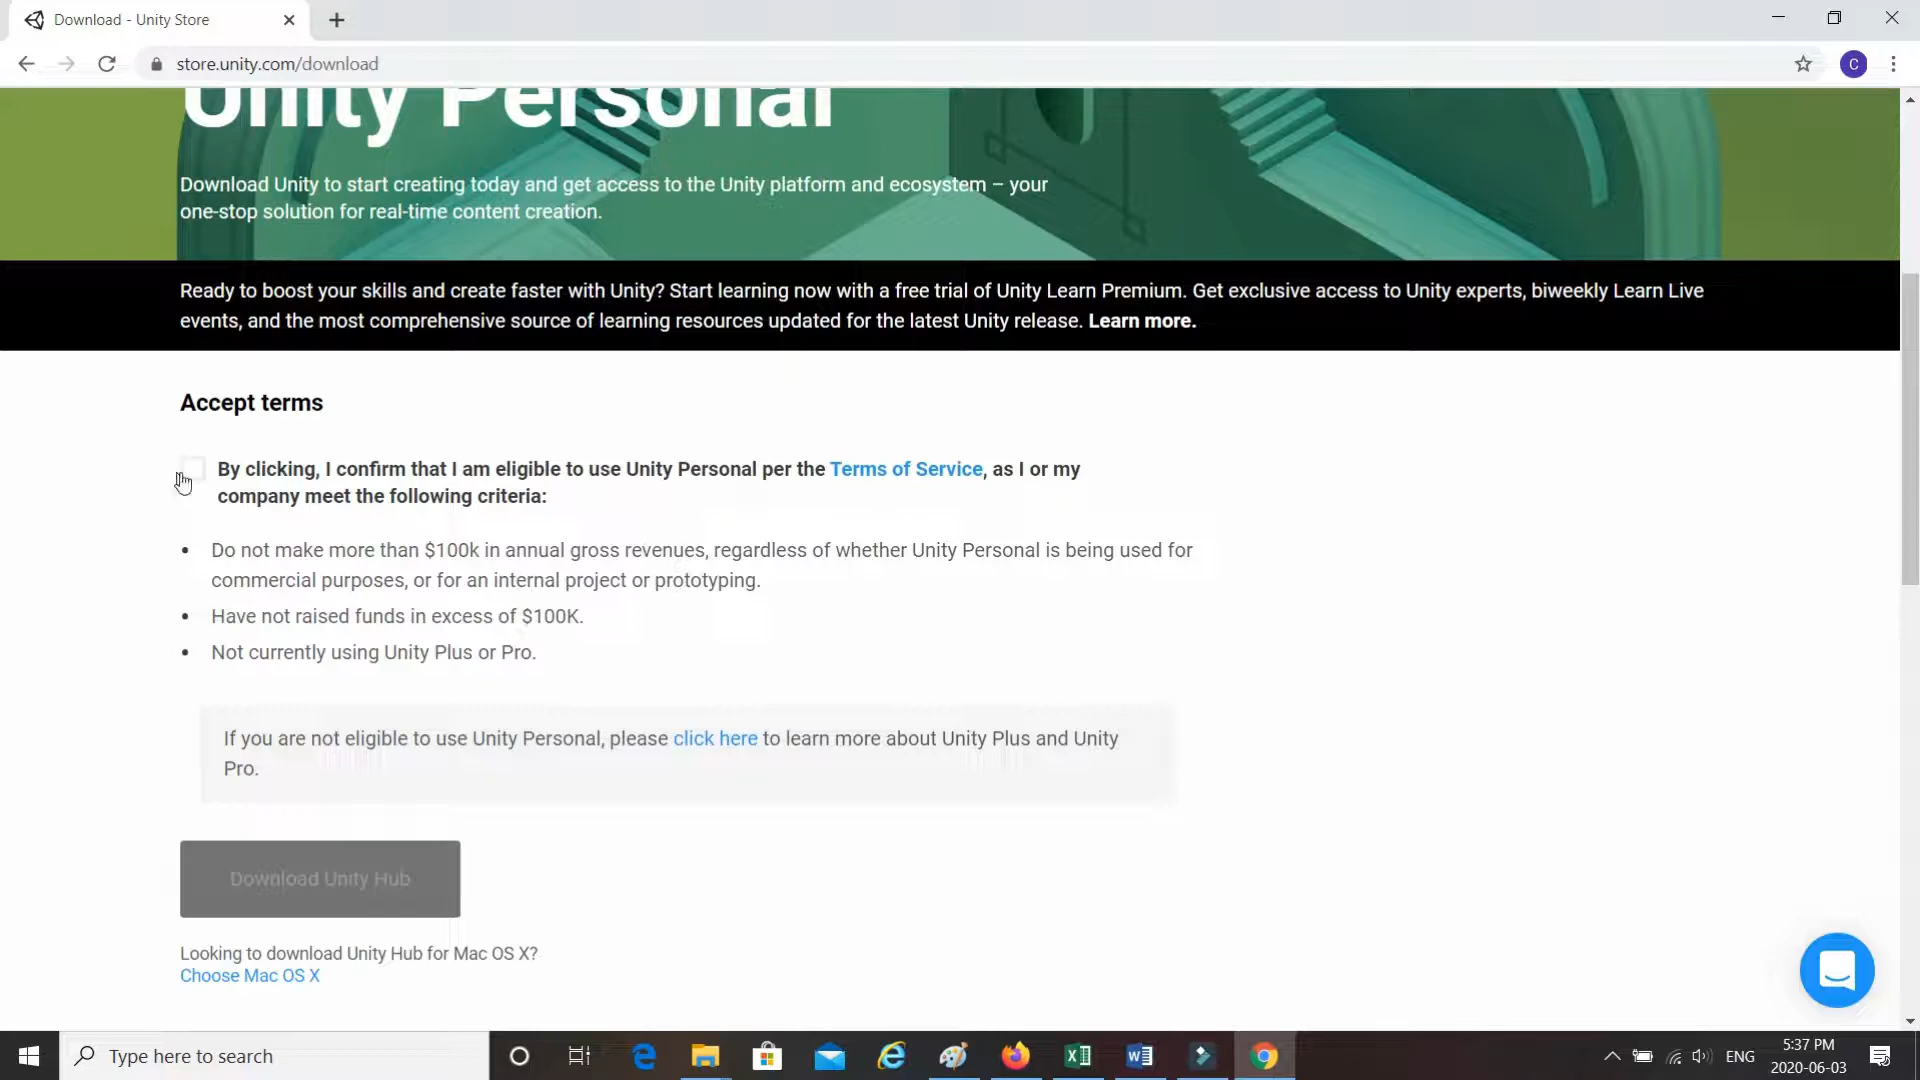 Download - Unity Store
store.unity.com/download
C
Unity Personal
Download Unity to start creating today and get access to the Unity platform and ecosystem – your
one-stop solution for real-time content creation.
Ready to boost your skills and create faster with Unity? Start learning now with a free trial of Unity Learn Premium. Get exclusive access to Unity experts, biweekly Learn Live
events, and the most comprehensive source of learning resources updated for the latest Unity release. Learn more.
Accept terms
By clicking, I confirm that I am eligible to use Unity Personal per the Terms of Service, as I or my
company meet the following criteria:
• Do not make more than $100k in annual gross revenues, regardless of whether Unity Personal is being used for
commercial purposes, or for an internal project or prototyping.
• Have not raised funds in excess of $100K.
• Not currently using Unity Plus or Pro.
If you are not eligible to use Unity Personal, please click here to learn more about Unity Plus and Unity
Pro.
Download Unity Hub
Looking to download Unity Hub for Mac OS X?
Choose Mac OS X
Type here to search
ENG
5:37 PM
2020-06-03